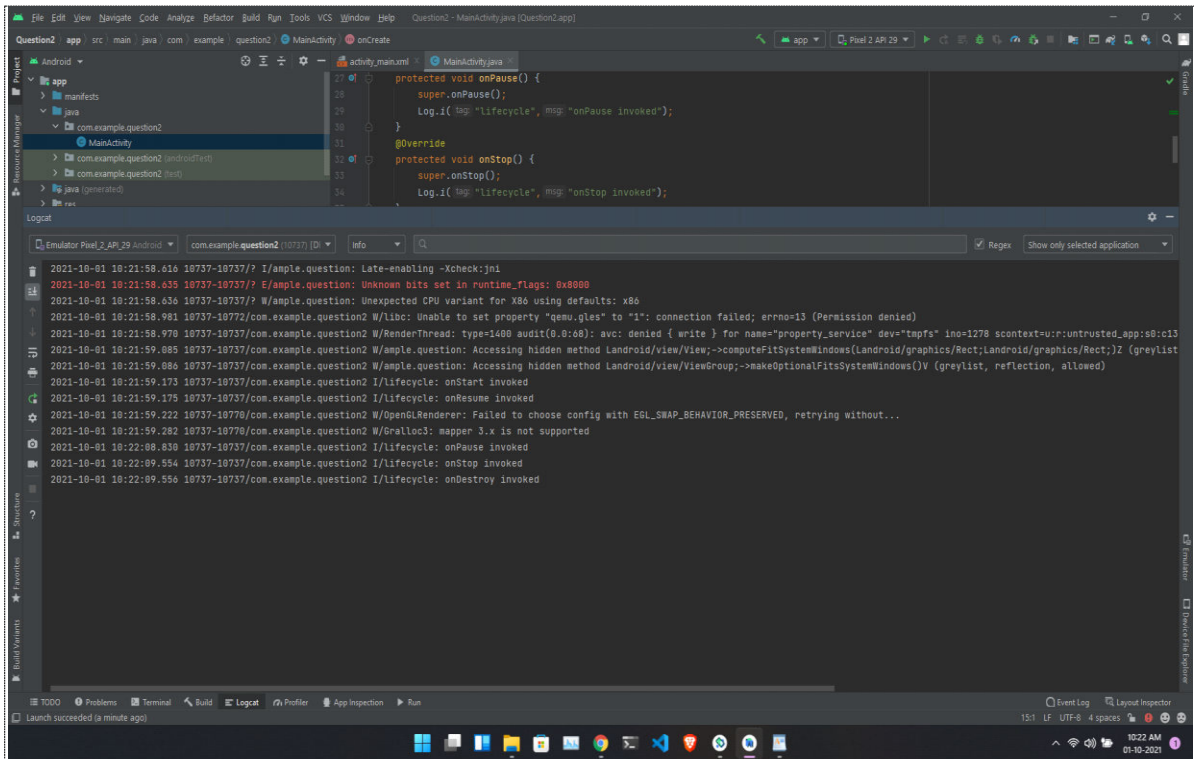 File Edit View Navigate Code Analyze Refactor Build Run Tools VCS Window Help Question2 - MainActivity.java [Question2.app]
Question2 app src main java com example question2 MainActivity onCreate
app Pixel 2 API 29
Project
Android
activity_main.xml
MainActivity.java
Gradle
app
manifests
java
com.example.question2
MainActivity
com.example.question2 (androidTest)
com.example.question2 (test)
java (generated)
res
Resource Manager
27 protected void onPause() {
28 super.onPause();
29 Log.i( tag: "lifecycle", msg: "onPause invoked");
30 }
31 @Override
32 protected void onStop() {
33 super.onStop();
34 Log.i( tag: "lifecycle", msg: "onStop invoked");
Logcat
Emulator Pixel_2_API_29 Android
com.example.question2 (10737) [DE
Info
Regex
Show only selected application
2021-10-01 10:21:58.616 10737-10737/? I/ample.question: Late-enabling -Xcheck:jni
2021-10-01 10:21:58.635 10737-10737/? E/ample.question: Unknown bits set in runtime_flags: 0x8000
2021-10-01 10:21:58.636 10737-10737/? W/ample.question: Unexpected CPU variant for X86 using defaults: x86
2021-10-01 10:21:58.981 10737-10772/com.example.question2 W/libc: Unable to set property "qemu.gles" to "1": connection failed; errno=13 (Permission denied)
2021-10-01 10:21:58.970 10737-10737/com.example.question2 W/RenderThread: type=1400 audit(0.0:68): avc: denied { write } for name="property_service" dev="tmpfs" ino=1278 scontext=u:r:untrusted_app:s0:c13
2021-10-01 10:21:59.085 10737-10737/com.example.question2 W/ample.question: Accessing hidden method Landroid/view/View;->computeFitSystemWindows(Landroid/graphics/Rect;Landroid/graphics/Rect;)Z (greylist
2021-10-01 10:21:59.086 10737-10737/com.example.question2 W/ample.question: Accessing hidden method Landroid/view/ViewGroup;->makeOptionalFitsSystemWindows()V (greylist, reflection, allowed)
2021-10-01 10:21:59.173 10737-10737/com.example.question2 I/lifecycle: onStart invoked
2021-10-01 10:21:59.175 10737-10737/com.example.question2 I/lifecycle: onResume invoked
2021-10-01 10:21:59.222 10737-10770/com.example.question2 W/OpenGLRenderer: Failed to choose config with EGL_SWAP_BEHAVIOR_PRESERVED, retrying without...
2021-10-01 10:21:59.282 10737-10770/com.example.question2 W/Gralloc3: mapper 3.x is not supported
2021-10-01 10:22:08.830 10737-10737/com.example.question2 I/lifecycle: onPause invoked
2021-10-01 10:22:09.554 10737-10737/com.example.question2 I/lifecycle: onStop invoked
2021-10-01 10:22:09.556 10737-10737/com.example.question2 I/lifecycle: onDestroy invoked
Structure
Favorites
Build Variants
Emulator
Device File Explorer
TODO Problems Terminal Build Logcat Profiler App Inspection Run
Event Log Layout Inspector
Launch succeeded (a minute ago)
15:1 LF UTF-8 4 spaces
10:22 AM
01-10-2021
1